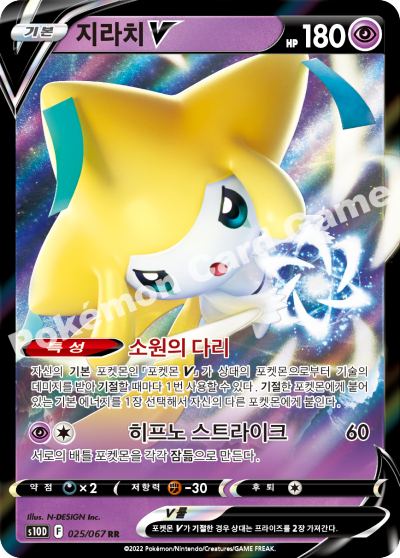 기본 지라치 V HP 180
Pokémon Card Game
특성 소원의 다리
자신의 기본 포켓몬인 「포켓몬 V」가 상대의 포켓몬으로부터 기술의
데미지를 받아 기절할 때마다 1번 사용할 수 있다. 기절한 포켓몬에게 붙어
있는 기본 에너지를 1장 선택해서 자신의 다른 포켓몬에게 붙인다.
히프노 스트라이크 60
서로의 배틀 포켓몬을 각각 잠듦으로 만든다.
약점 ×2 저항력 -30 후퇴
Illus. N-DESIGN Inc.
V룰
s10D F 025/067 RR
포켓몬 V가 기절한 경우 상대는 프라이즈를 2장 가져간다.
©2022 Pokémon/Nintendo/Creatures/GAME FREAK.